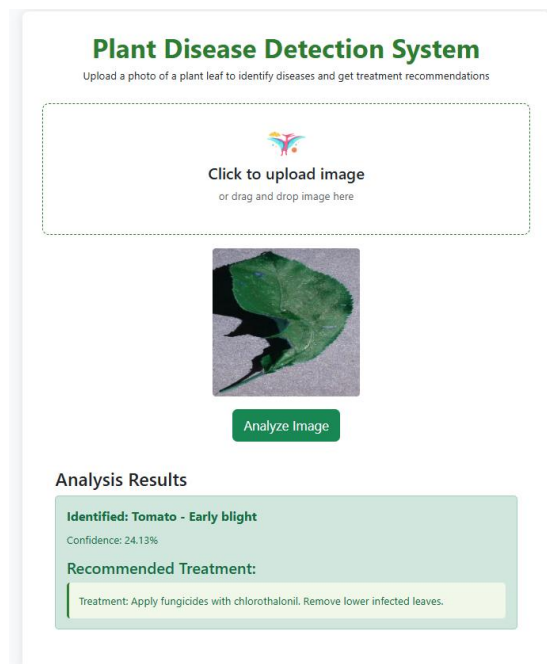 Plant Disease Detection System
Upload a photo of a plant leaf to identify diseases and get treatment recommendations
Click to upload image
or drag and drop image here
Analyze Image
Analysis Results
Identified: Tomato - Early blight
Confidence: 24.13%
Recommended Treatment:
Treatment: Apply fungicides with chlorothalonil. Remove lower infected leaves.